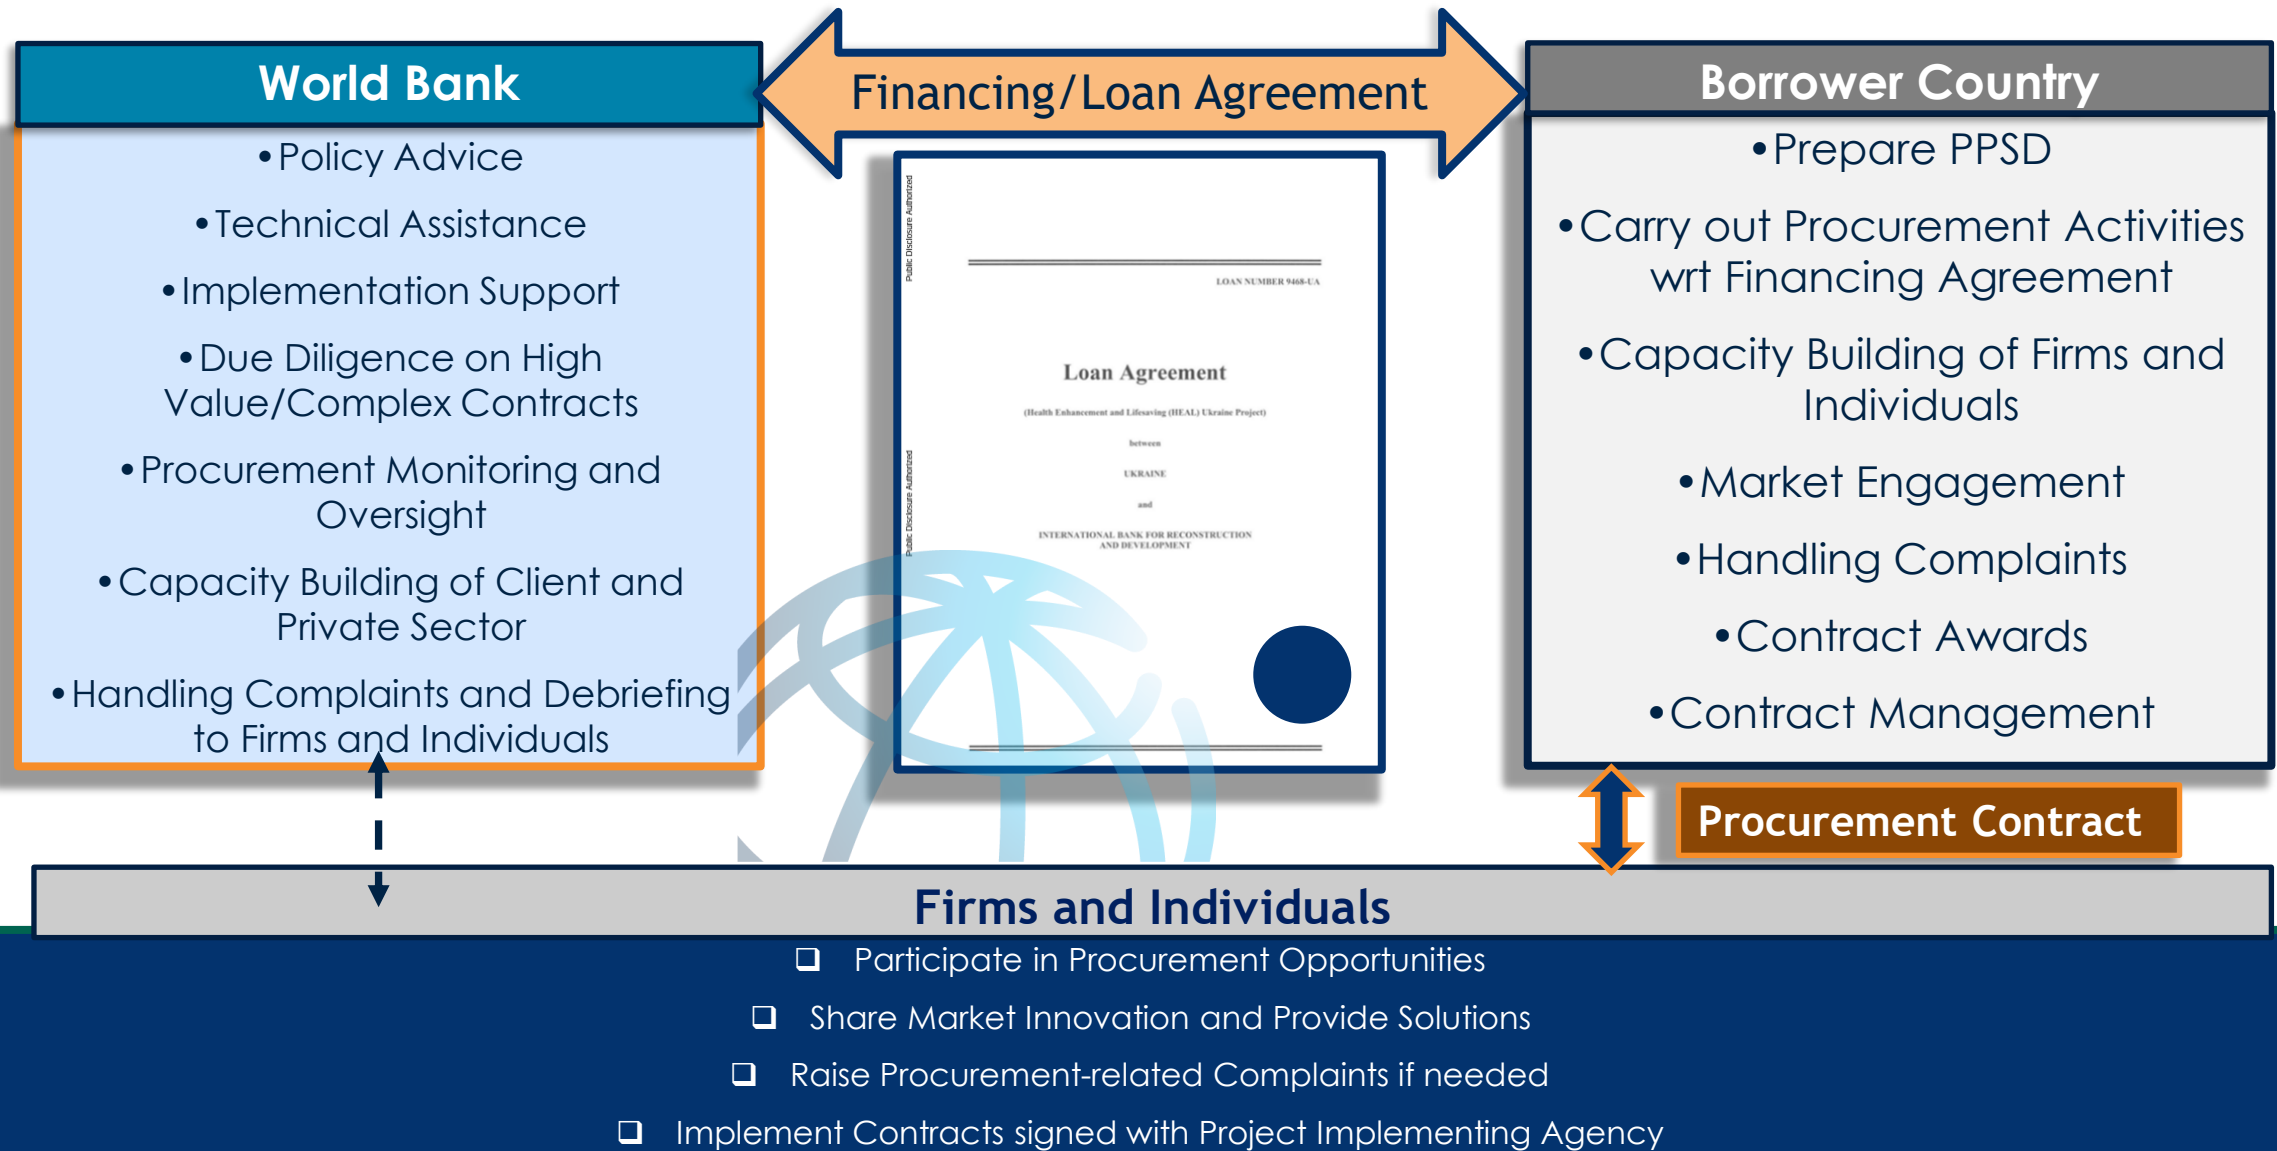 World Bank
•Policy Advice
•Technical Assistance
•Implementation Support
•Due Diligence on High
Value/Complex Contracts
•Procurement Monitoring and
Oversight
•Capacity Building of Client and
Private Sector
•Handling Complaints and Debriefing
to Firms and Individuals
Financing/Loan Agreement
Public Disclosure Authorized
Public Disclosure Authorized
LOAN NUMBER 9468-UA
Loan Agreement
(Health Enhancement and Lifesaving (HEAL) Ukraine Project)
between
UKRAINE
and
INTERNATIONAL BANK FOR RECONSTRUCTION
AND DEVELOPMENT
Borrower Country
•Prepare PPSD
•Carry out Procurement Activities
wrt Financing Agreement
•Capacity Building of Firms and
Individuals
•Market Engagement
•Handling Complaints
•Contract Awards
•Contract Management
Procurement Contract
Firms and Individuals
❑ Participate in Procurement Opportunities
❑ Share Market Innovation and Provide Solutions
❑ Raise Procurement-related Complaints if needed
❑ Implement Contracts signed with Project Implementing Agency